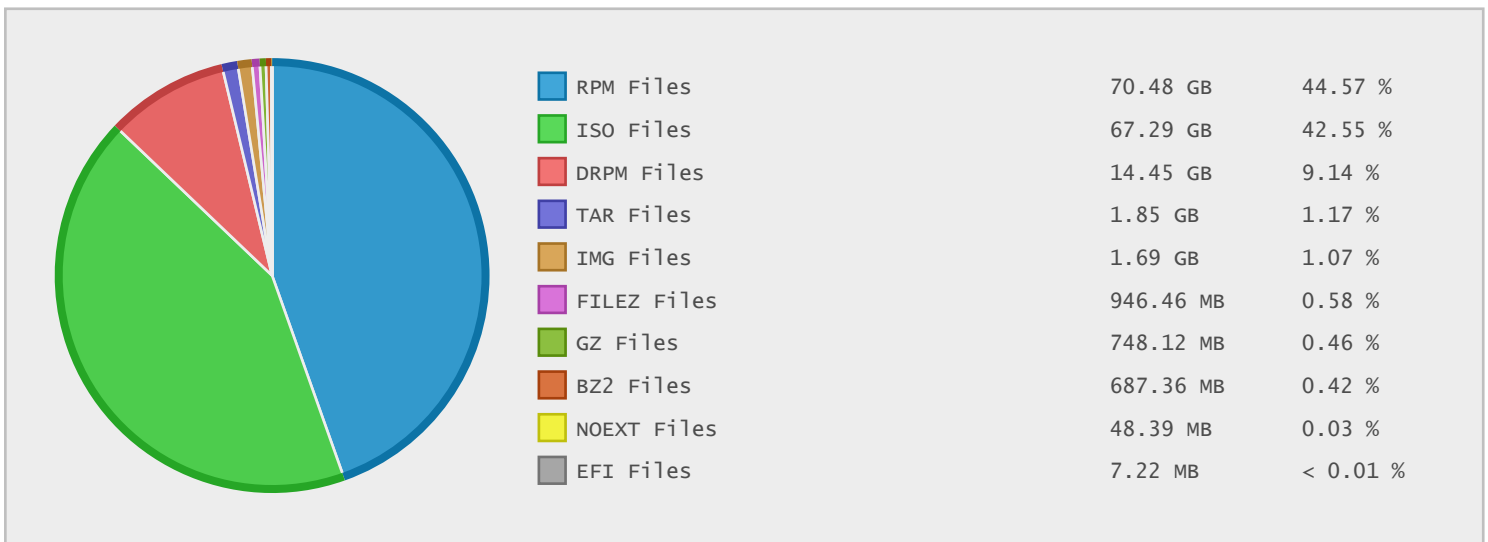 RPM Files 70.48 GB 44.57 %
ISO Files 67.29 GB 42.55 %
DRPM Files 14.45 GB 9.14 %
TAR Files 1.85 GB 1.17 %
IMG Files 1.69 GB 1.07 %
FILEZ Files 946.46 MB 0.58 %
GZ Files 748.12 MB 0.46 %
BZ2 Files 687.36 MB 0.42 %
NOEXT Files 48.39 MB 0.03 %
EFI Files 7.22 MB < 0.01 %